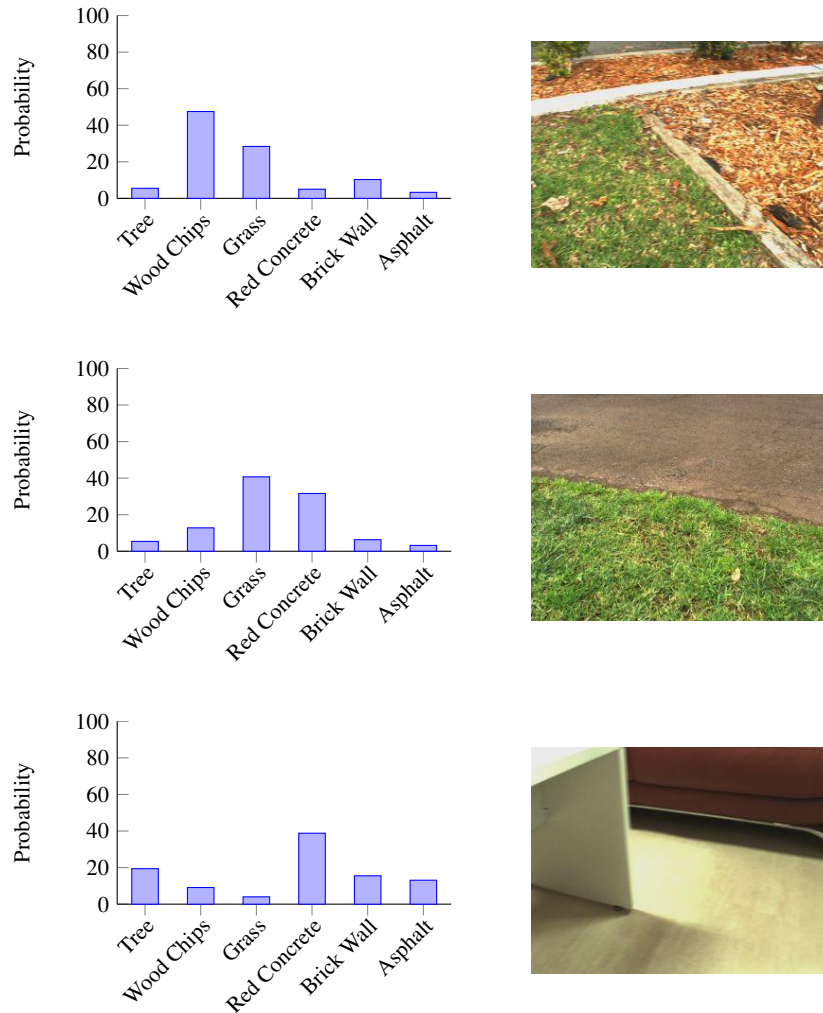 100
80
60
40
20
0
Probability
Tree
Wood Chips
Grass
Red Concrete
Brick Wall
Asphalt
100
80
60
40
20
0
Probability
Tree
Wood Chips
Grass
Red Concrete
Brick Wall
Asphalt
100
80
60
40
20
0
Probability
Tree
Wood Chips
Grass
Red Concrete
Brick Wall
Asphalt